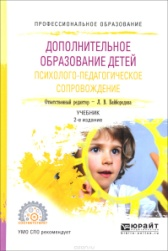 ПРОФЕССИОНАЛЬНОЕ ОБРАЗОВАНИЕ
ДОПОЛНИТЕЛЬНОЕ
ОБРАЗОВАНИЕ ДЕТЕЙ
ПСИХОЛОГО-ПЕДАГОГИЧЕСКОЕ
СОПРОВОЖДЕНИЕ
Ответственный редактор – Л. В. Байбородова
УЧЕБНИК
2-е издание
УМО СПО рекомендует
юрайт